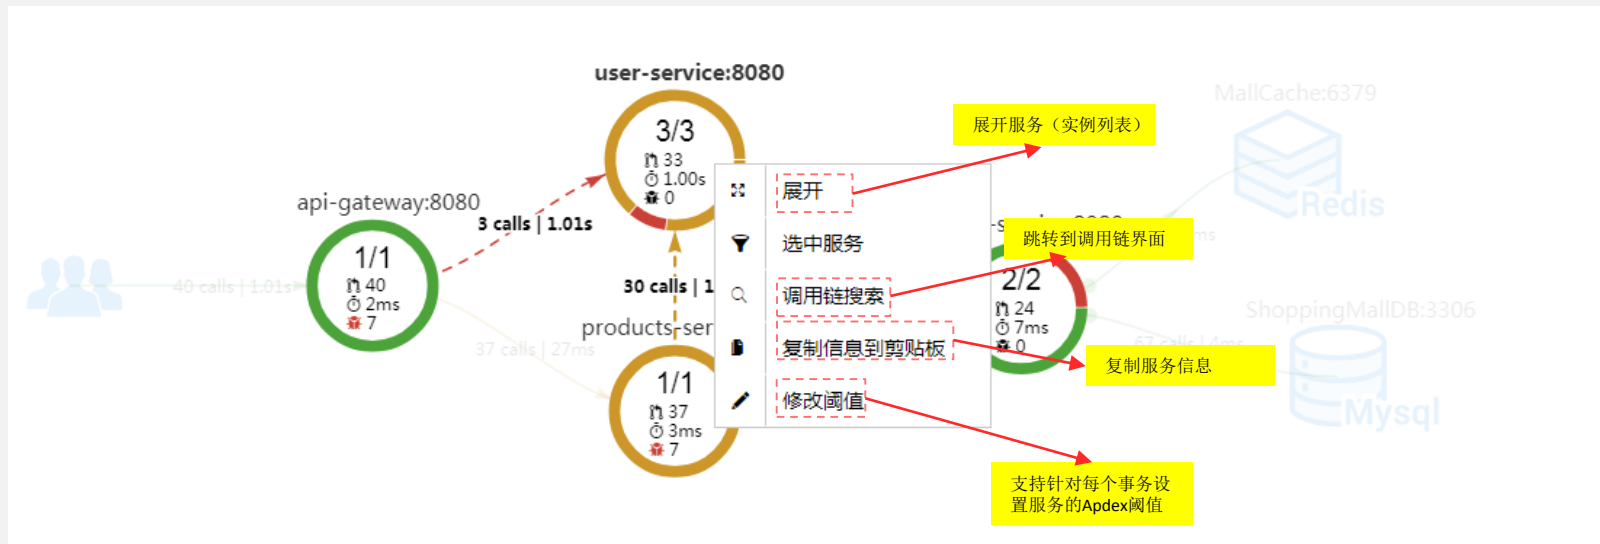 user-service:8080
3/3
33
1.00s
0
MallCache:6379
Redis
展开服务（实例列表）
api-gateway:8080
1/1
40
2ms
7
3 calls | 1.01s
40 calls | 1.01s
展开
选中服务
调用链搜索
复制信息到剪贴板
修改阈值
跳转到调用链界面
ms
2/2
24
7ms
0
30 calls | 1
products-ser
37 calls | 27ms
1/1
37
3ms
7
ShoppingMallDB:3306
67 calls | 4ms
Mysql
复制服务信息
支持针对每个事务设
置服务的Apdex阈值